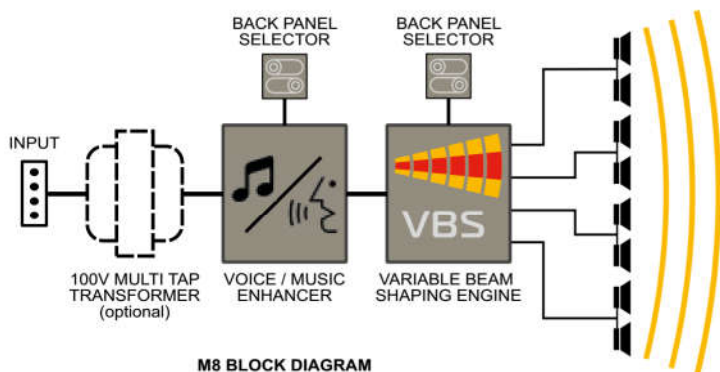 BACK PANEL
SELECTOR
BACK PANEL
SELECTOR
INPUT
VBS
100V MULTI TAP
TRANSFORMER
(optional)
VOICE / MUSIC
ENHANCER
VARIABLE BEAM
SHAPING ENGINE
M8 BLOCK DIAGRAM